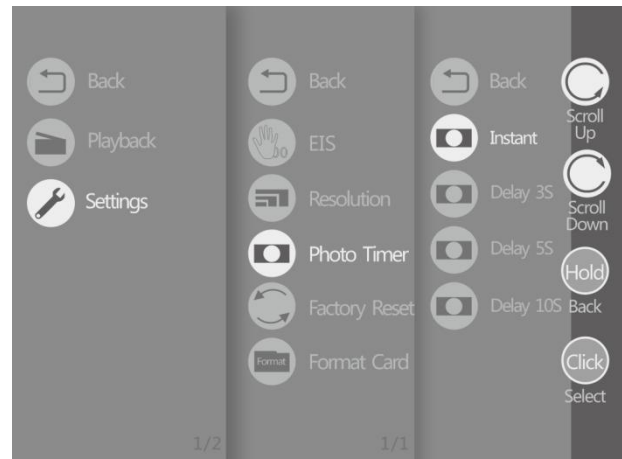 Back
Playback
Settings
1/2
Back
EIS
Resolution
Photo Timer
Factory Reset
Format
Format Card
1/1
Back
Instant
Delay 3S
Delay 5S
Delay 10S
Scroll
Up
Scroll
Down
Hold
Back
Click
Select